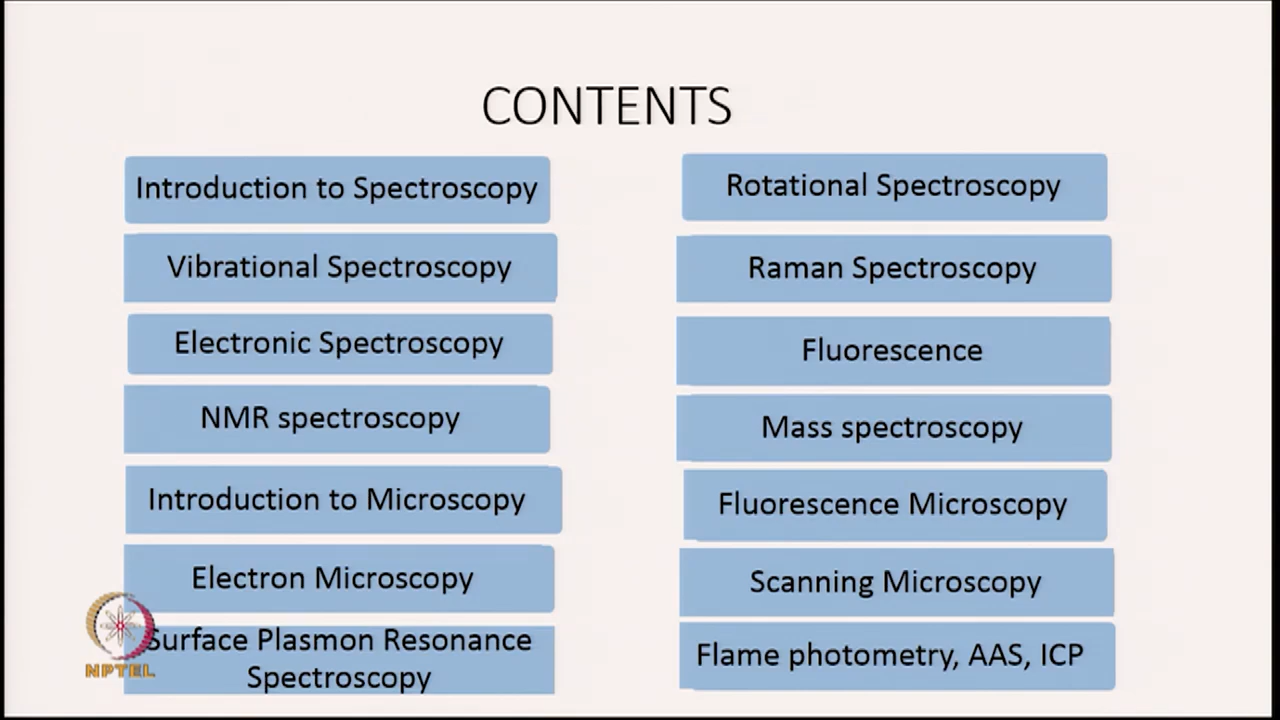 CONTENTS
Introduction to Spectroscopy
Rotational Spectroscopy
Vibrational Spectroscopy
Raman Spectroscopy
Electronic Spectroscopy
Fluorescence
NMR spectroscopy
Mass spectroscopy
Introduction to Microscopy
Fluorescence Microscopy
Electron Microscopy
Scanning Microscopy
Surface Plasmon Resonance
Spectroscopy
Flame photometry, AAS, ICP
NPTEL